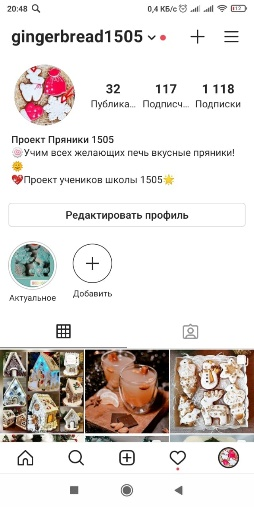 20:48 0,4 КБ/с
gingerbread1505
32 117 1 118
Публика... Подписч... Подписки
Проект Пряники 1505
Учим всех желающих печь вкусные пряники!
Проект учеников школы 1505
Редактировать профиль
Актуальное Добавить